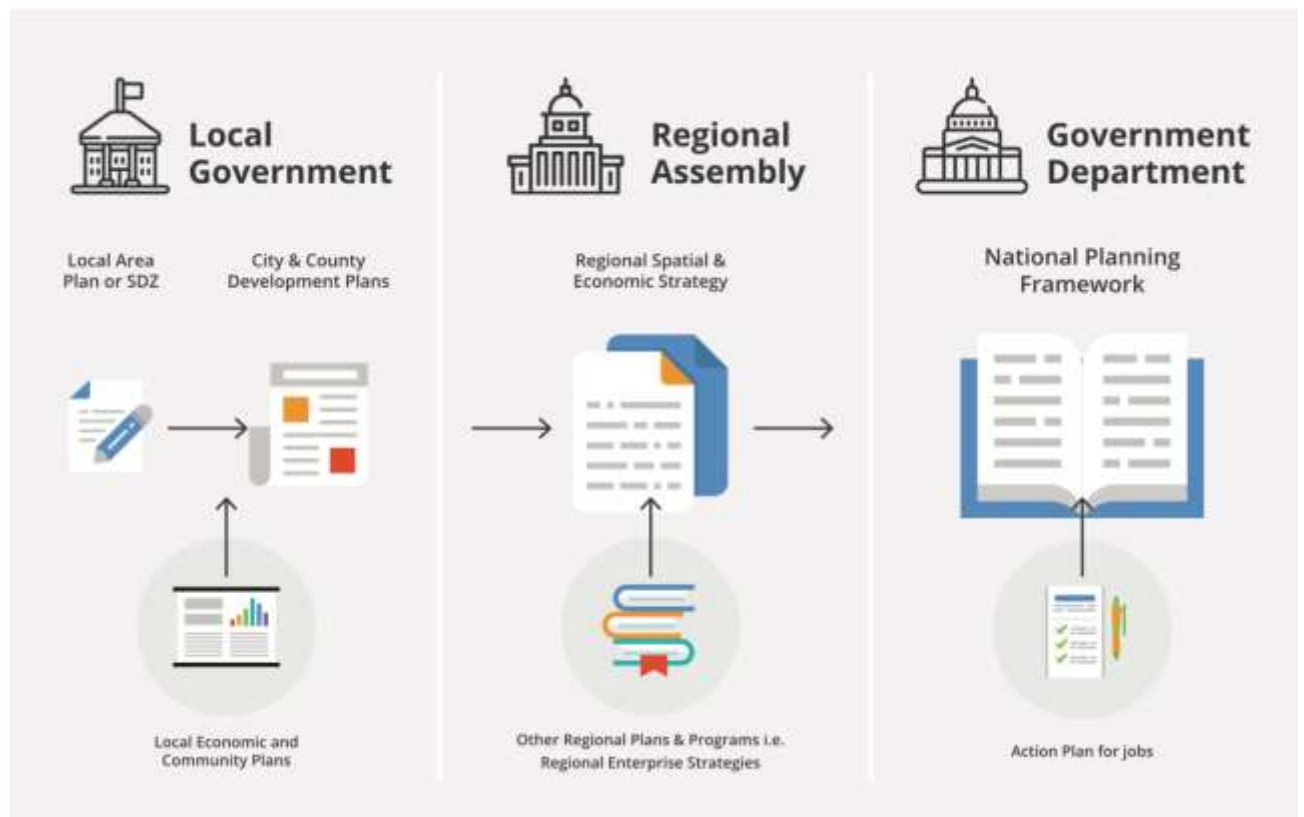 Local
Government
Regional
Assembly
Government
Department
Local Area
Plan or SDZ
City & County
Development Plans
Regional Spatial &
Economic Strategy
National Planning
Framework
Local Economic and
Community Plans
Other Regional Plans & Programs i.e.
Regional Enterprise Strategies
Action Plan for jobs